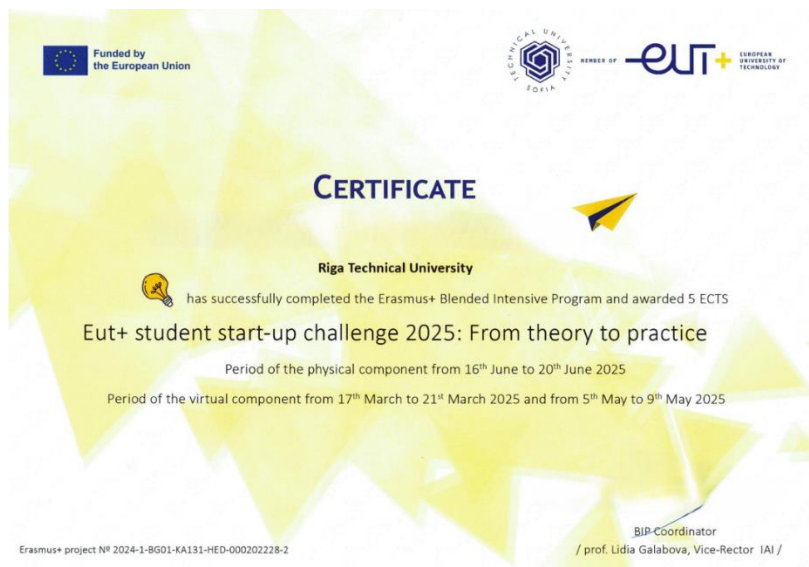 Funded by
the European Union
TECHNICAL UNIVERSITY
SOFIA
MEMBER OF
EUT+
EUROPEAN
UNIVERSITY OF
TECHNOLOGY
CERTIFICATE
Riga Technical University
has successfully completed the Erasmus+ Blended Intensive Program and awarded 5 ECTS
Eut+ student start-up challenge 2025: From theory to practice
Period of the physical component from 16th June to 20th June 2025
Period of the virtual component from 17th March to 21st March 2025 and from 5th May to 9th May 2025
BIP Coordinator
Erasmus+ project № 2024-1-BG01-KA131-HED-000202228-2
/ prof. Lidia Galabova, Vice-Rector IAI /